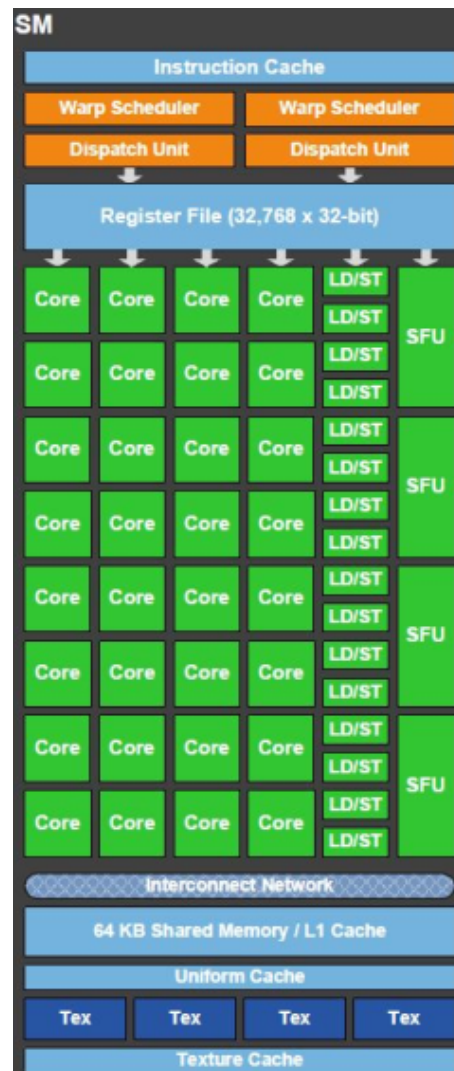 SM
Instruction Cache
Warp Scheduler Warp Scheduler
Dispatch Unit Dispatch Unit
Register File (32,768 x 32-bit)
Core Core Core Core LD/ST SFU
LD/ST
Core Core Core Core LD/ST
LD/ST
Core Core Core Core LD/ST SFU
LD/ST
Core Core Core Core LD/ST
LD/ST
Core Core Core Core LD/ST SFU
LD/ST
Core Core Core Core LD/ST
LD/ST
Core Core Core Core LD/ST SFU
LD/ST
Core Core Core Core LD/ST
LD/ST
Interconnect Network
64 KB Shared Memory / L1 Cache
Uniform Cache
Tex Tex Tex Tex
Texture Cache